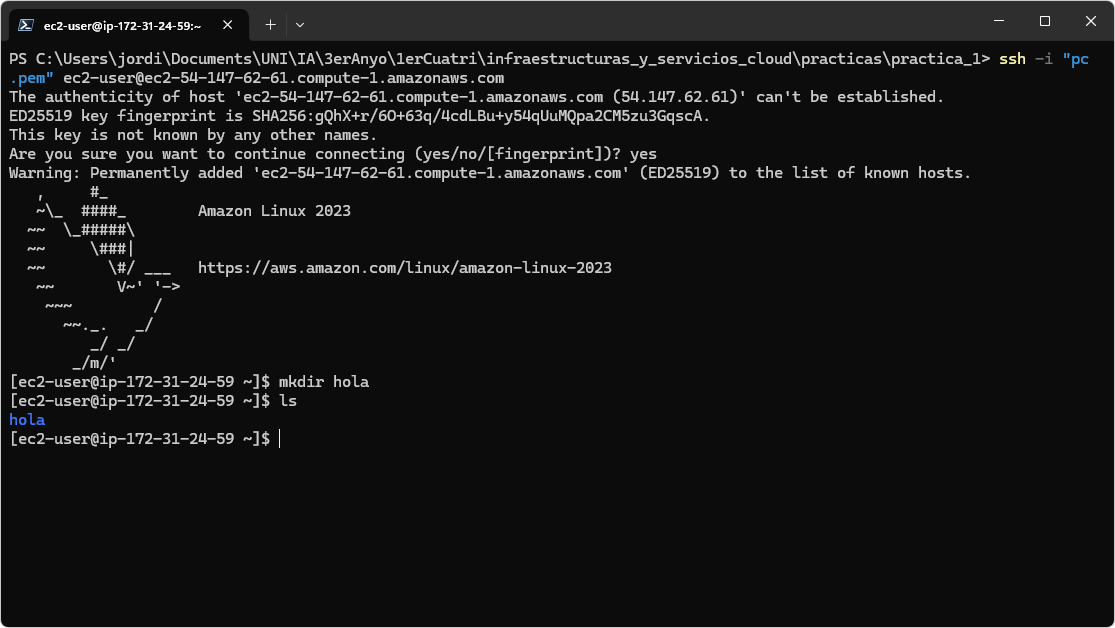 ec2-user@ip-172-31-24-59:~
PS C:\Users\jordi\Documents\UNI\IA\3erAnyo\1erCuatri\infraestructuras_y_servicios_cloud\practicas\practica_1> ssh -i "pc
.pem" ec2-user@ec2-54-147-62-61.compute-1.amazonaws.com
The authenticity of host 'ec2-54-147-62-61.compute-1.amazonaws.com (54.147.62.61)' can't be established.
ED25519 key fingerprint is SHA256:gQhX+r/6O+63q/4cdLBu+y54qUuMQpa2CM5zu3GqscA.
This key is not known by any other names.
Are you sure you want to continue connecting (yes/no/[fingerprint])? yes
Warning: Permanently added 'ec2-54-147-62-61.compute-1.amazonaws.com' (ED25519) to the list of known hosts.
   ,     #_
   ~\_  ####_        Amazon Linux 2023
  ~~  \_#####\
  ~~     \###|
  ~~       \#/ ___   https://aws.amazon.com/linux/amazon-linux-2023
   ~~       V~' '->
    ~~~         /
      ~~._.   _/
         _/ _/
       _/m/'
[ec2-user@ip-172-31-24-59 ~]$ mkdir hola
[ec2-user@ip-172-31-24-59 ~]$ ls
hola
[ec2-user@ip-172-31-24-59 ~]$